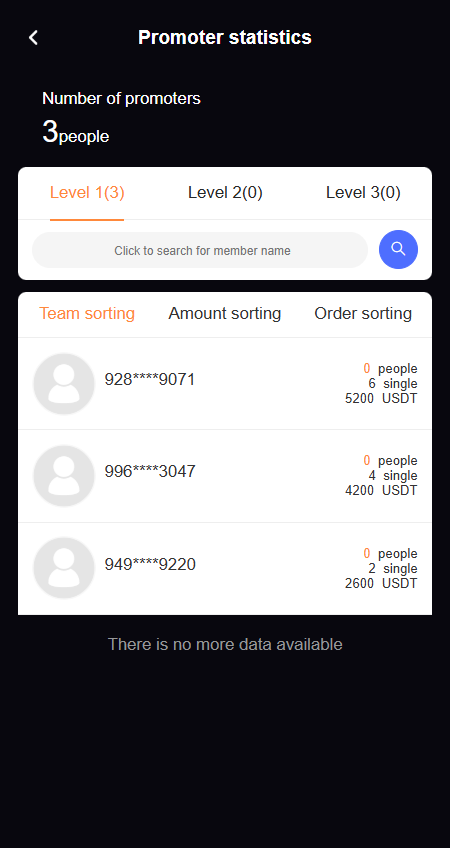 Promoter statistics
Number of promoters
3people
Level 1(3) Level 2(0) Level 3(0)
Click to search for member name
Team sorting Amount sorting Order sorting
928****9071
0 people
6 single
5200 USDT
996****3047
0 people
4 single
4200 USDT
949****9220
0 people
2 single
2600 USDT
There is no more data available